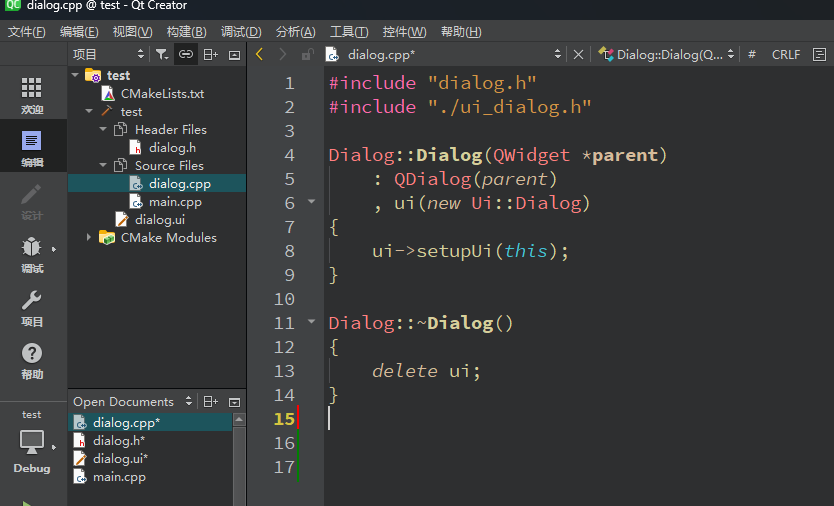 QC dialog.cpp @ test - Qt Creator
文件(F) 编辑(E) 视图(V) 构建(B) 调试(D) 分析(A) 工具(T) 控件(W) 帮助(H)
项目
dialog.cpp*
Dialog::Dialog(Q...
#
CRLF
欢迎
编辑
设计
调试
项目
帮助
test
Debug
test
CMakeLists.txt
test
Header Files
dialog.h
Source Files
dialog.cpp
main.cpp
dialog.ui
CMake Modules
Open Documents
dialog.cpp*
dialog.h*
dialog.ui*
main.cpp
1 #include "dialog.h"
2 #include "./ui_dialog.h"
3
4 Dialog::Dialog(QWidget *parent)
5     : QDialog(parent)
6     , ui(new Ui::Dialog)
7 {
8     ui->setupUi(this);
9 }
10
11 Dialog::~Dialog()
12 {
13     delete ui;
14 }
15
16
17